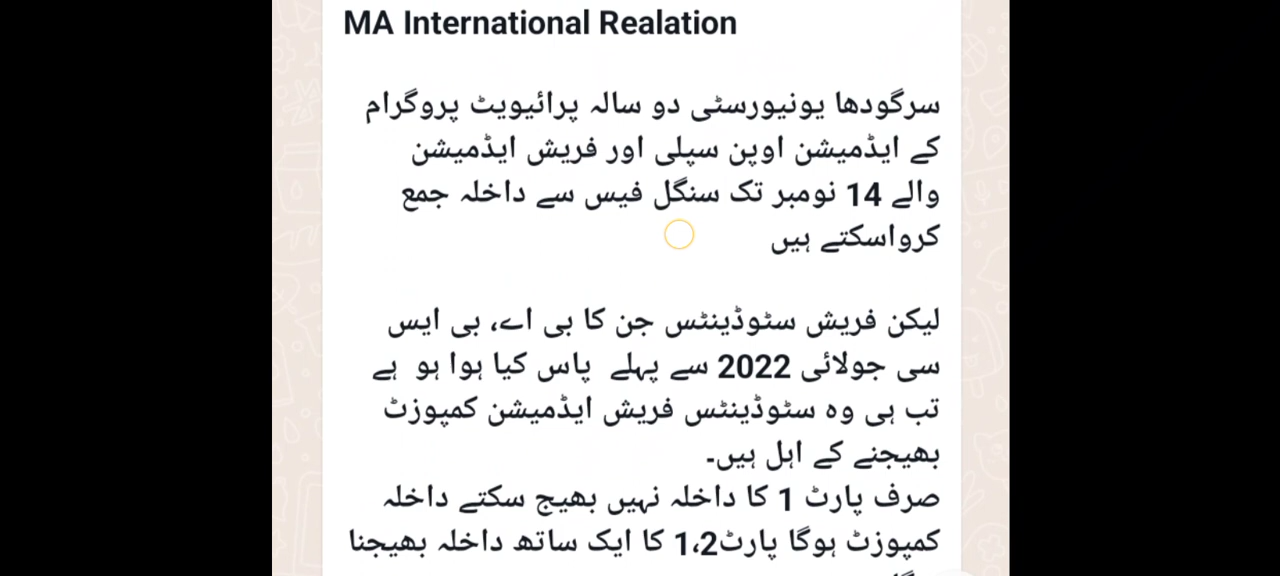 MA International Realation
سرگودھا یونیورسٹی دو سالہ پرائیویٹ پروگرام
کے ایڈمیشن اوپن سپلی اور فریش ایڈمیشن
والے 14 نومبر تک سنگل فیس سے داخلہ جمع
کرواسکتے ہیں
لیکن فریش سٹوڈینٹس جن کا بی اے، بی ایس
سی جولائی 2022 سے پہلے پاس کیا ہوا ہو ہے
تب ہی وہ سٹوڈینٹس فریش ایڈمیشن کمپوزٹ
بھیجنے کے اہل ہیں۔
صرف پارٹ 1 کا داخلہ نہیں بھیج سکتے داخلہ
کمپوزٹ ہوگا پارٹ1،2 کا ایک ساتھ داخلہ بھیجنا